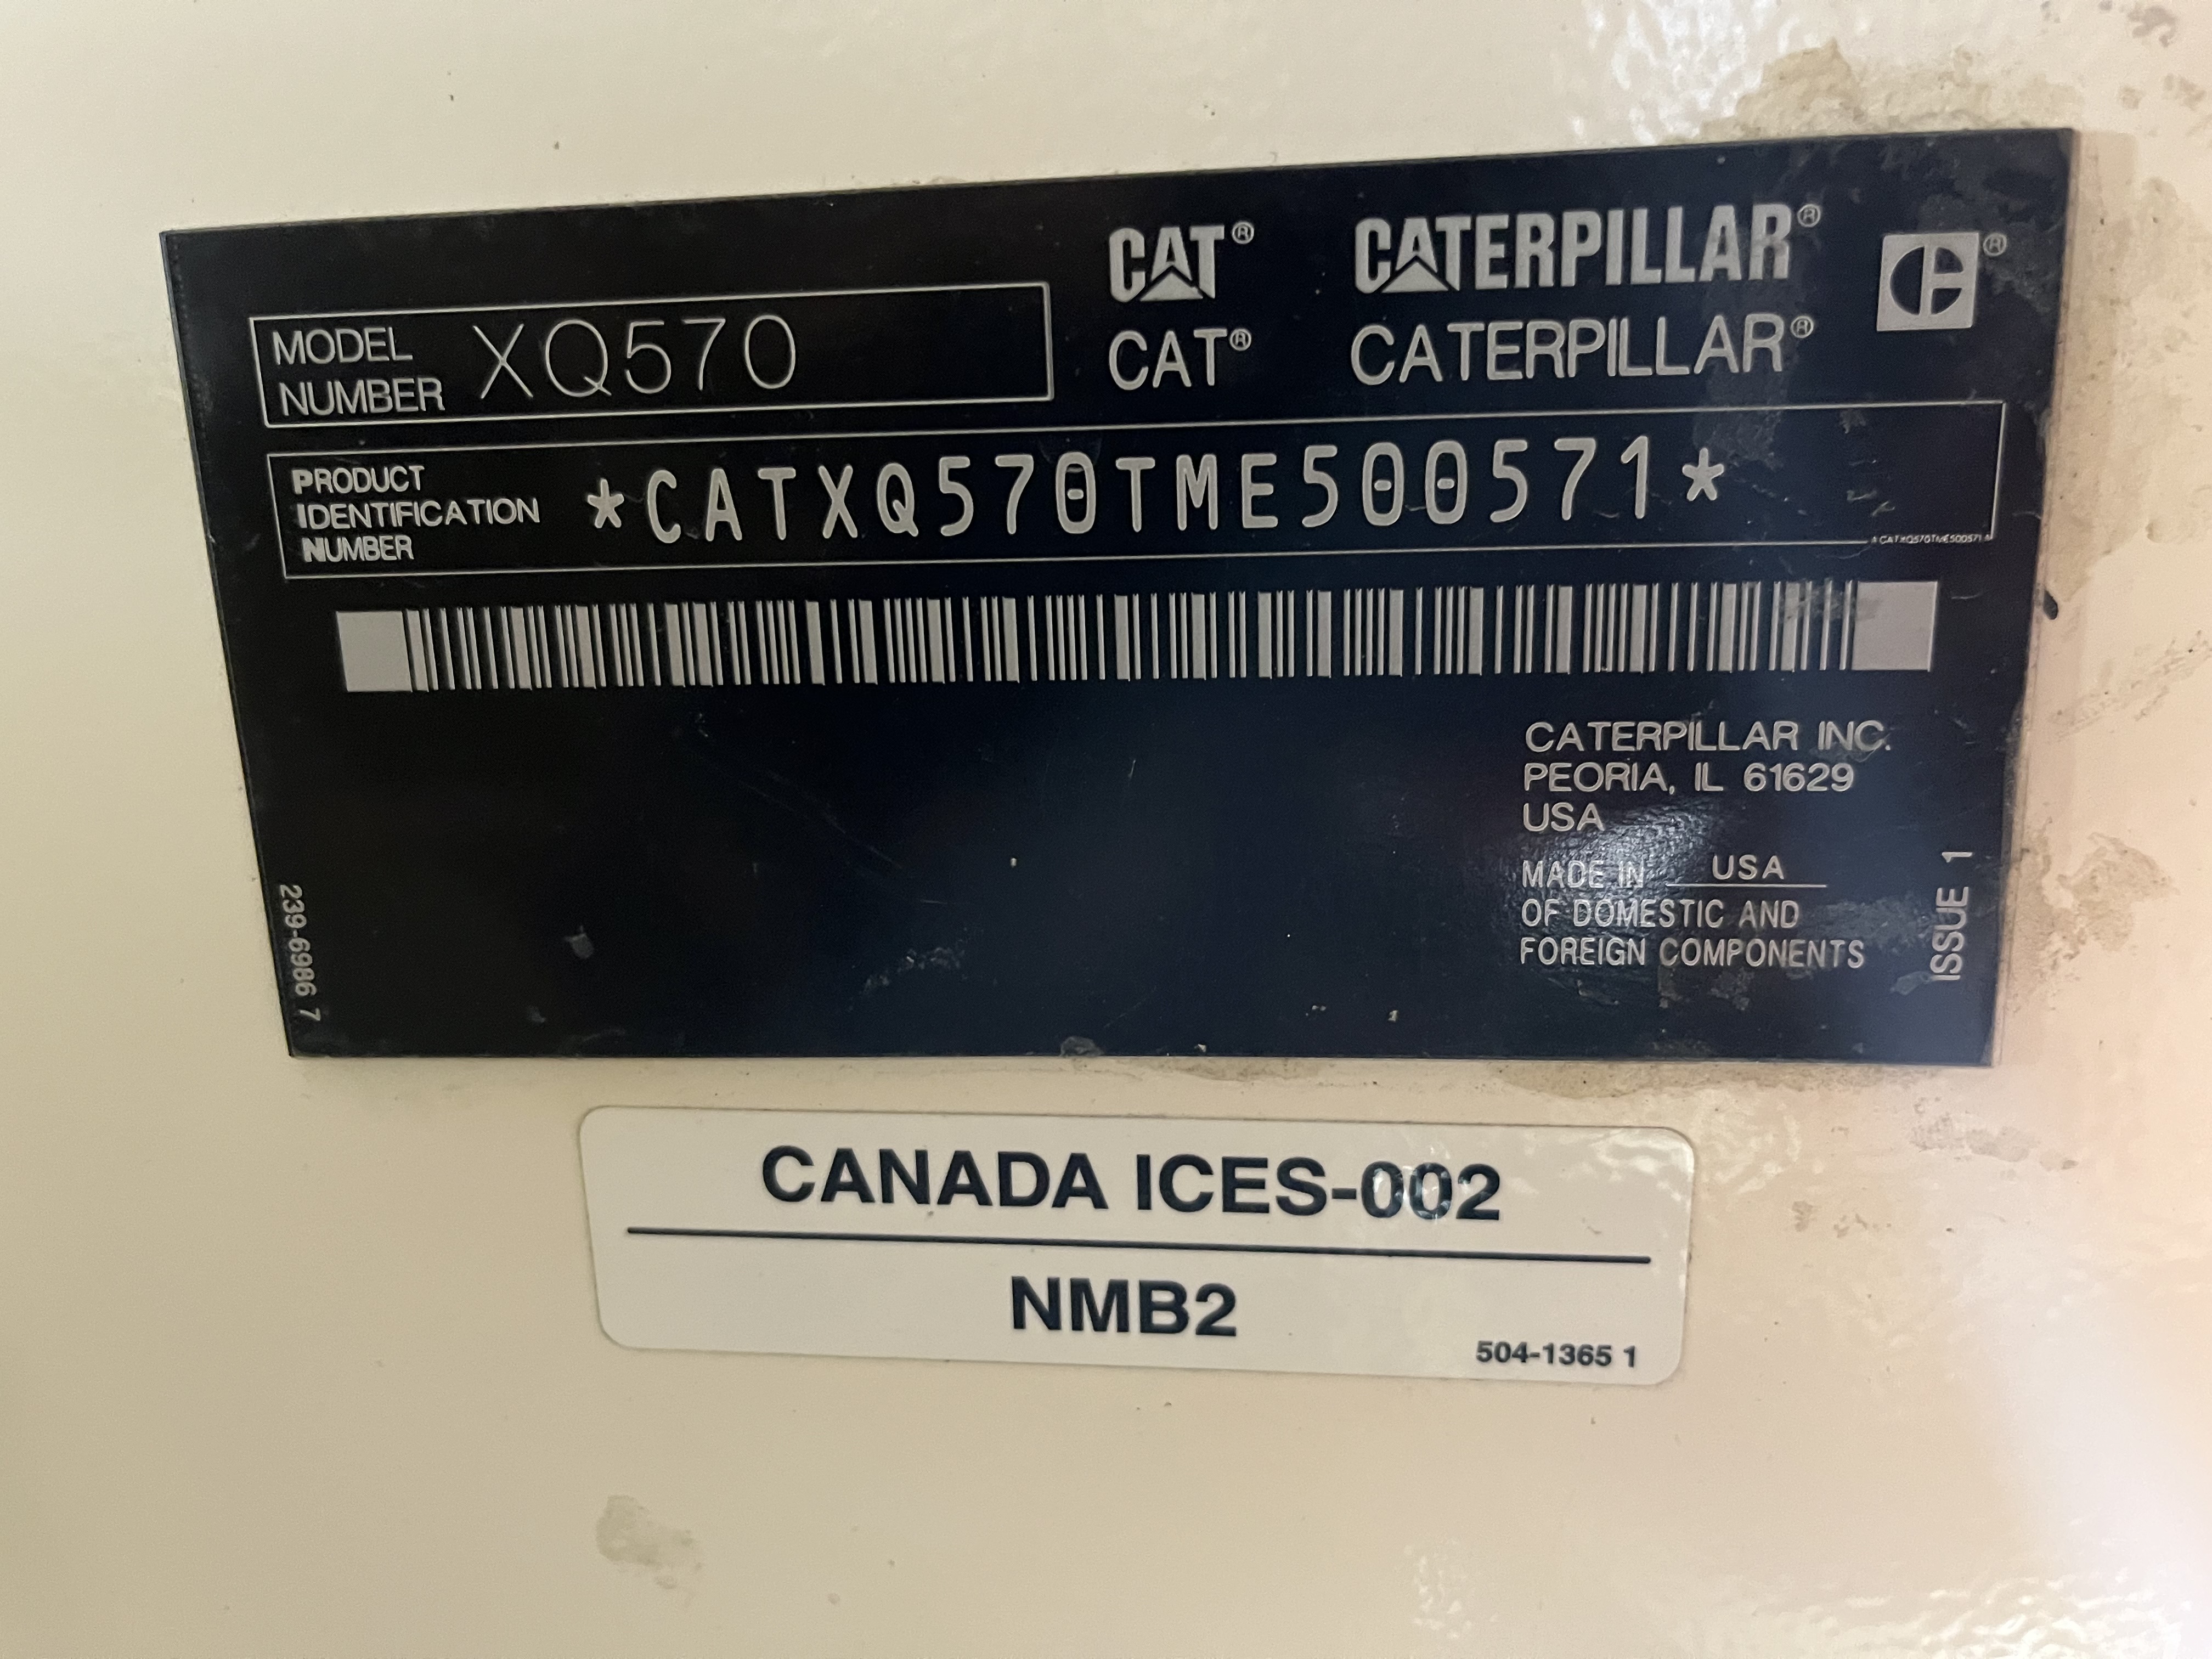 CAT® CATERPILLAR® ®
CAT® CATERPILLAR®
MODEL
NUMBER XQ570
PRODUCT
IDENTIFICATION
NUMBER
*CATXQ570TME500571*
*CATXQ570TME500571*
CATERPILLAR INC.
PEORIA, IL 61629
USA
MADE IN USA
OF DOMESTIC AND
FOREIGN COMPONENTS
239-6986 7
ISSUE 1
CANADA ICES-002
NMB2
504-1365 1